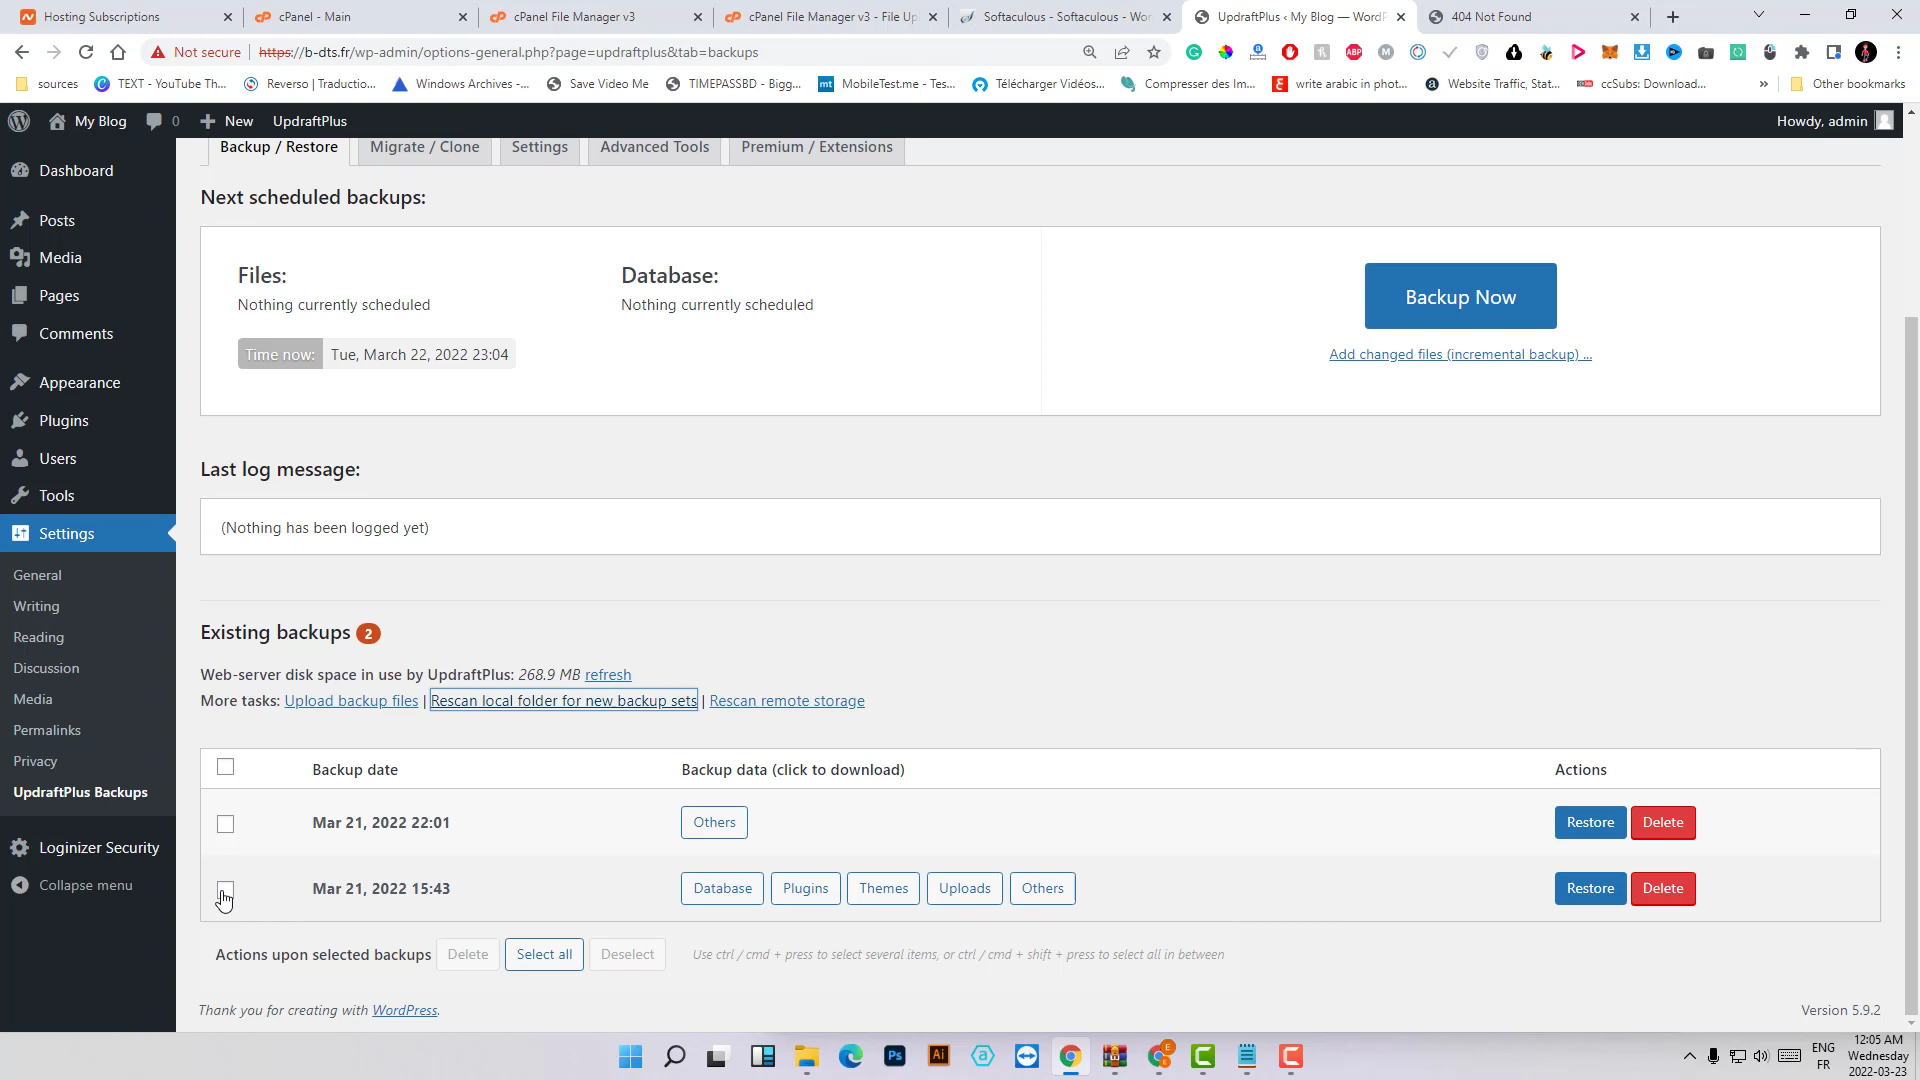 Hosting Subscriptions
cPanel - Main
cPanel File Manager v3
cPanel File Manager v3 - File Up
Softaculous - Softaculous - Wor
UpdraftPlus ‹ My Blog — WordP
404 Not Found
Not secure
https://b-dts.fr/wp-admin/options-general.php?page=updraftplus&tab=backups
sources
TEXT - YouTube Th...
Reverso | Traductio...
Windows Archives -...
Save Video Me
TIMEPASSBD - Bigg...
MobileTest.me - Tes...
Télécharger Vidéos...
Compresser des Im...
write arabic in phot...
Website Traffic, Stat...
ccSubs: Download...
» Other bookmarks
My Blog 0 New UpdraftPlus
Howdy, admin
Dashboard
Posts
Media
Pages
Comments
Appearance
Plugins
Users
Tools
Settings
General
Writing
Reading
Discussion
Media
Permalinks
Privacy
UpdraftPlus Backups
Loginizer Security
Collapse menu
Backup / Restore
Migrate / Clone
Settings
Advanced Tools
Premium / Extensions
Next scheduled backups:
Files:
Nothing currently scheduled
Database:
Nothing currently scheduled
Time now: Tue, March 22, 2022 23:04
Backup Now
Add changed files (incremental backup) ...
Last log message:
(Nothing has been logged yet)
Existing backups 2
Web-server disk space in use by UpdraftPlus: 268.9 MB refresh
More tasks: Upload backup files | Rescan local folder for new backup sets | Rescan remote storage
Backup date Backup data (click to download) Actions
Mar 21, 2022 22:01 Others Restore Delete
Mar 21, 2022 15:43 Database Plugins Themes Uploads Others Restore Delete
Actions upon selected backups Delete Select all Deselect Use ctrl / cmd + press to select several items, or ctrl / cmd + shift + press to select all in between
Thank you for creating with WordPress.
Version 5.9.2
ENG
FR
12:05 AM
Wednesday
2022-03-23